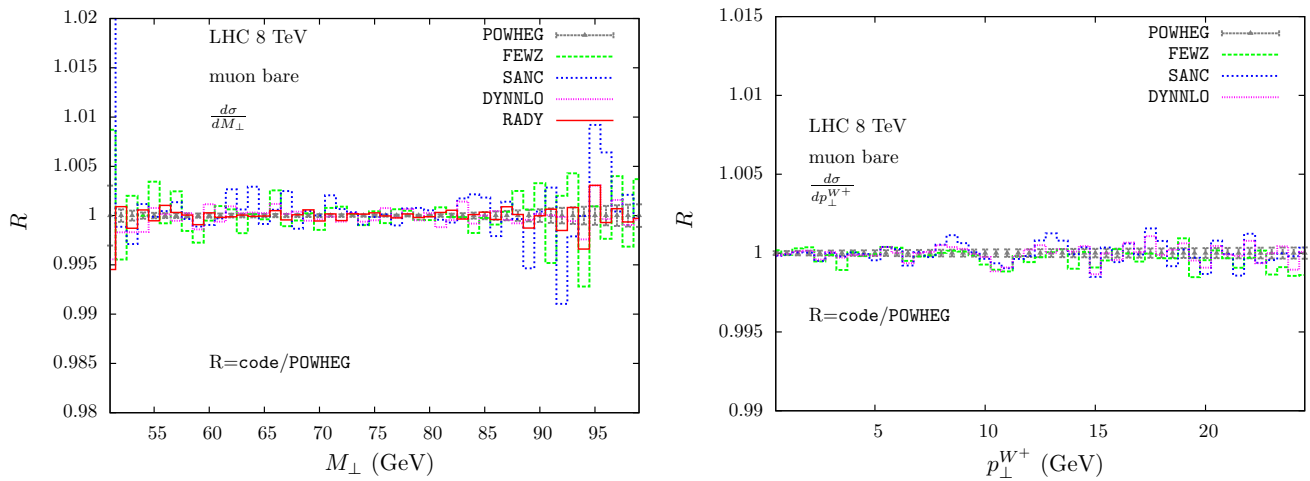 1.02
1.015
1.01
1.005
1
0.995
0.99
0.985
0.98
R
LHC 8 TeV
muon bare
dσ
dM⊥
POWHEG
FEWZ
SANC
DYNNLO
RADY
R=code/POWHEG
55 60 65 70 75 80 85 90 95
M⊥ (GeV)
1.015
1.01
1.005
1
0.995
0.99
R
POWHEG
FEWZ
SANC
DYNNLO
LHC 8 TeV
muon bare
dσ
dp⊥^W+
R=code/POWHEG
5 10 15 20
p⊥^W+ (GeV)